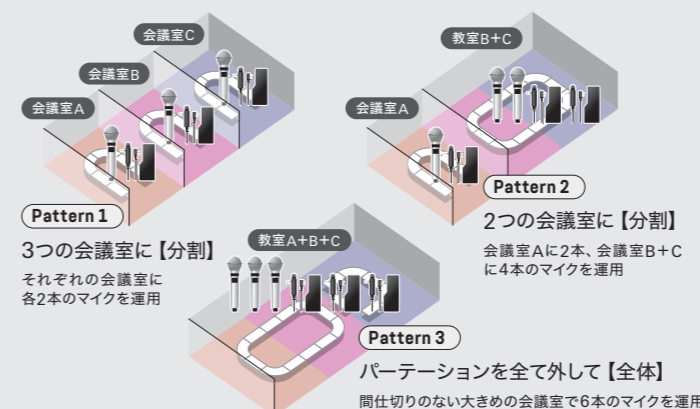 会議室C
会議室B
会議室A
Pattern 1
3つの会議室に【分割】
それぞれの会議室に
各2本のマイクを運用
教室B+C
会議室A
Pattern 2
2つの会議室に【分割】
会議室Aに2本、会議室B+C
に4本のマイクを運用
教室A+B+C
Pattern 3
パーテーションを全て外して【全体】
間仕切りのない大きめの会議室で6本のマイクを運用